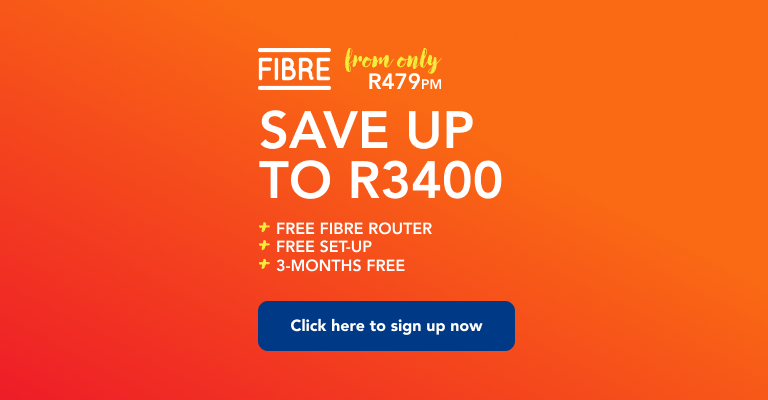 FIBRE
from only
R479PM
SAVE UP
TO R3400
+ FREE FIBRE ROUTER
+ FREE SET-UP
+ 3-MONTHS FREE
Click here to sign up now